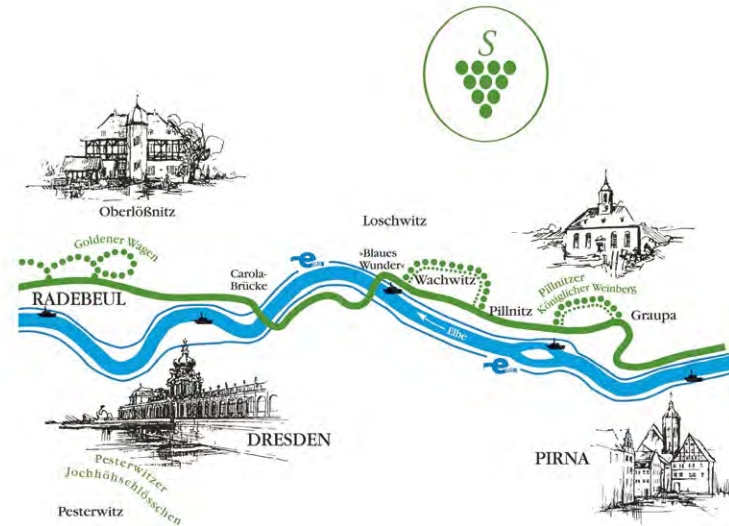 S
Oberlößnitz
Loschwitz
Goldener Wagen
Carola-
Brücke
»Blaues
Wunder«
Wachwitz
Pillnitzer
Königlicher Weinberg
RADEBEUL
Pillnitz
Graupa
Elbe
DRESDEN
PIRNA
Pesterwitzer
Jochhöhschlösschen
Pesterwitz